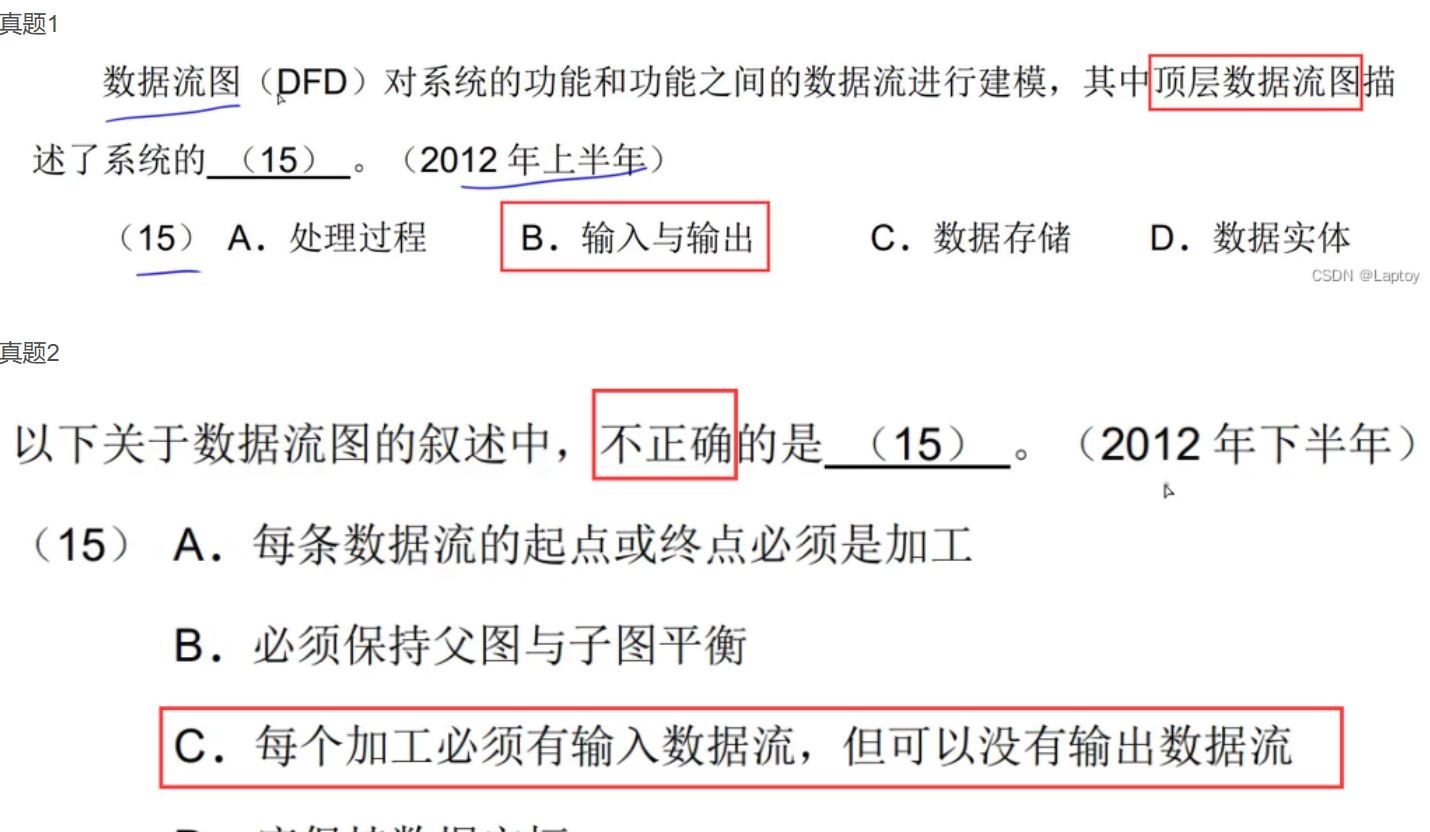 真题1
数据流图（DFD）对系统的功能和功能之间的数据流进行建模，其中顶层数据流图描
述了系统的 （15） 。（2012 年上半年）
（15） A．处理过程 B．输入与输出 C．数据存储 D．数据实体
CSDN @Laptoy
真题2
以下关于数据流图的叙述中，不正确的是 （15） 。（2012 年下半年）
（15） A．每条数据流的起点或终点必须是加工
B．必须保持父图与子图平衡
C．每个加工必须有输入数据流，但可以没有输出数据流